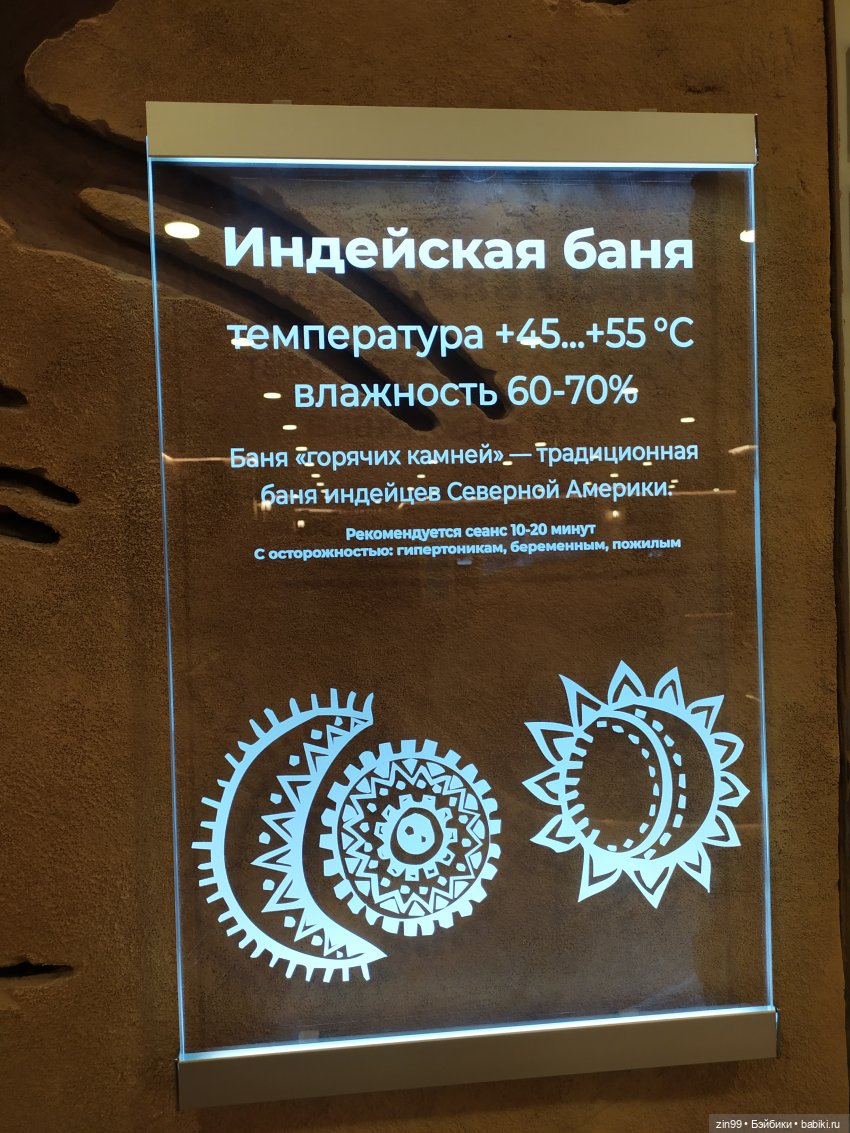 Индейская баня
температура +45...+55 °С
влажность 60-70%
Баня «горячих камней» — традиционная
баня индейцев Северной Америки.
Рекомендуется сеанс 10-20 минут
С осторожностью: гипертоникам, беременным, пожилым
zin99 • Бэйбики • babiki.ru